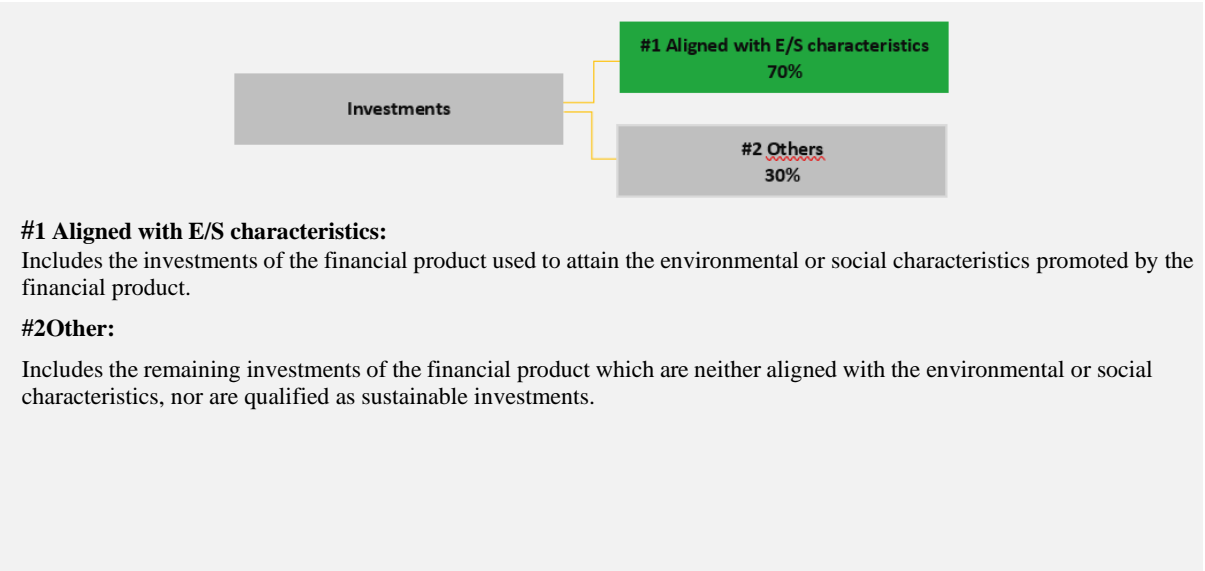 #1 Aligned with E/S characteristics
70%
Investments
#2 Others
30%
#1 Aligned with E/S characteristics:
Includes the investments of the financial product used to attain the environmental or social characteristics promoted by the
financial product.
#2Other:
Includes the remaining investments of the financial product which are neither aligned with the environmental or social
characteristics, nor are qualified as sustainable investments.